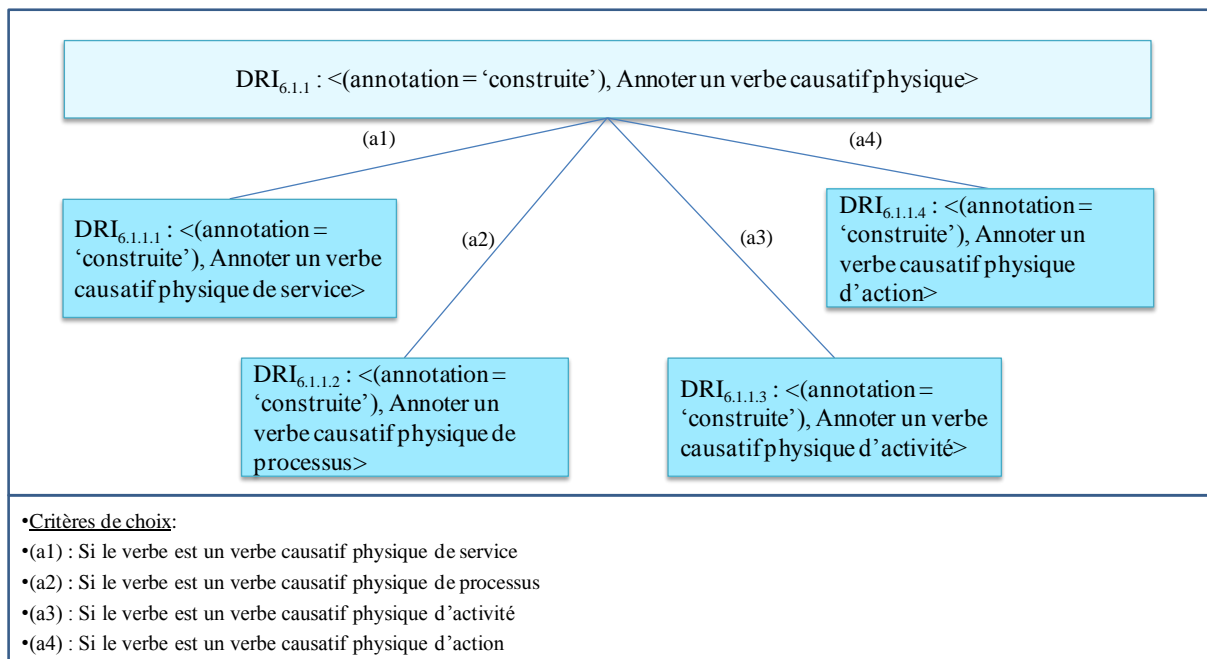 DRI6.1.1 : <(annotation = ‘construite’), Annoter un verbe causatif physique>
(a1)
(a4)
DRI6.1.1.1 : <(annotation =
‘construite’), Annoter un verbe
causatif physique de service>
(a2)
(a3)
DRI6.1.1.4 : <(annotation =
‘construite’), Annoter un
verbe causatif physique
d’action>
DRI6.1.1.2 : <(annotation =
‘construite’), Annoter un
verbe causatif physique de
processus>
DRI6.1.1.3 : <(annotation =
‘construite’), Annoter un verbe
causatif physique d’activité>
•Critères de choix:
•(a1) : Si le verbe est un verbe causatif physique de service
•(a2) : Si le verbe est un verbe causatif physique de processus
•(a3) : Si le verbe est un verbe causatif physique d’activité
•(a4) : Si le verbe est un verbe causatif physique d’action